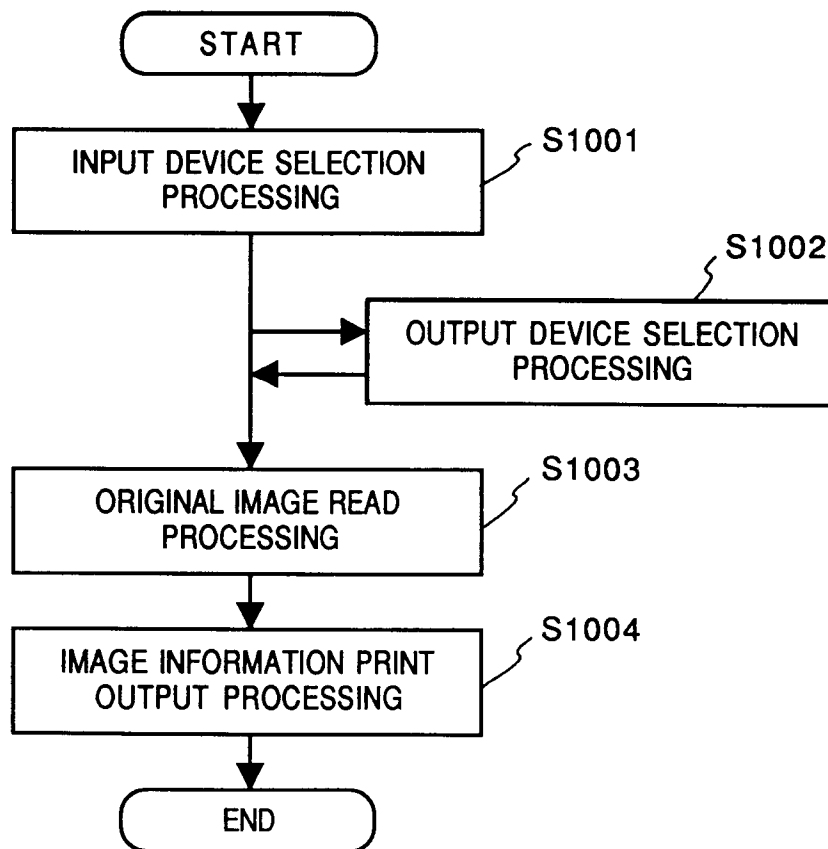 START
S1001
INPUT DEVICE SELECTION
PROCESSING
S1002
OUTPUT DEVICE SELECTION
PROCESSING
S1003
ORIGINAL IMAGE READ
PROCESSING
S1004
IMAGE INFORMATION PRINT
OUTPUT PROCESSING
END